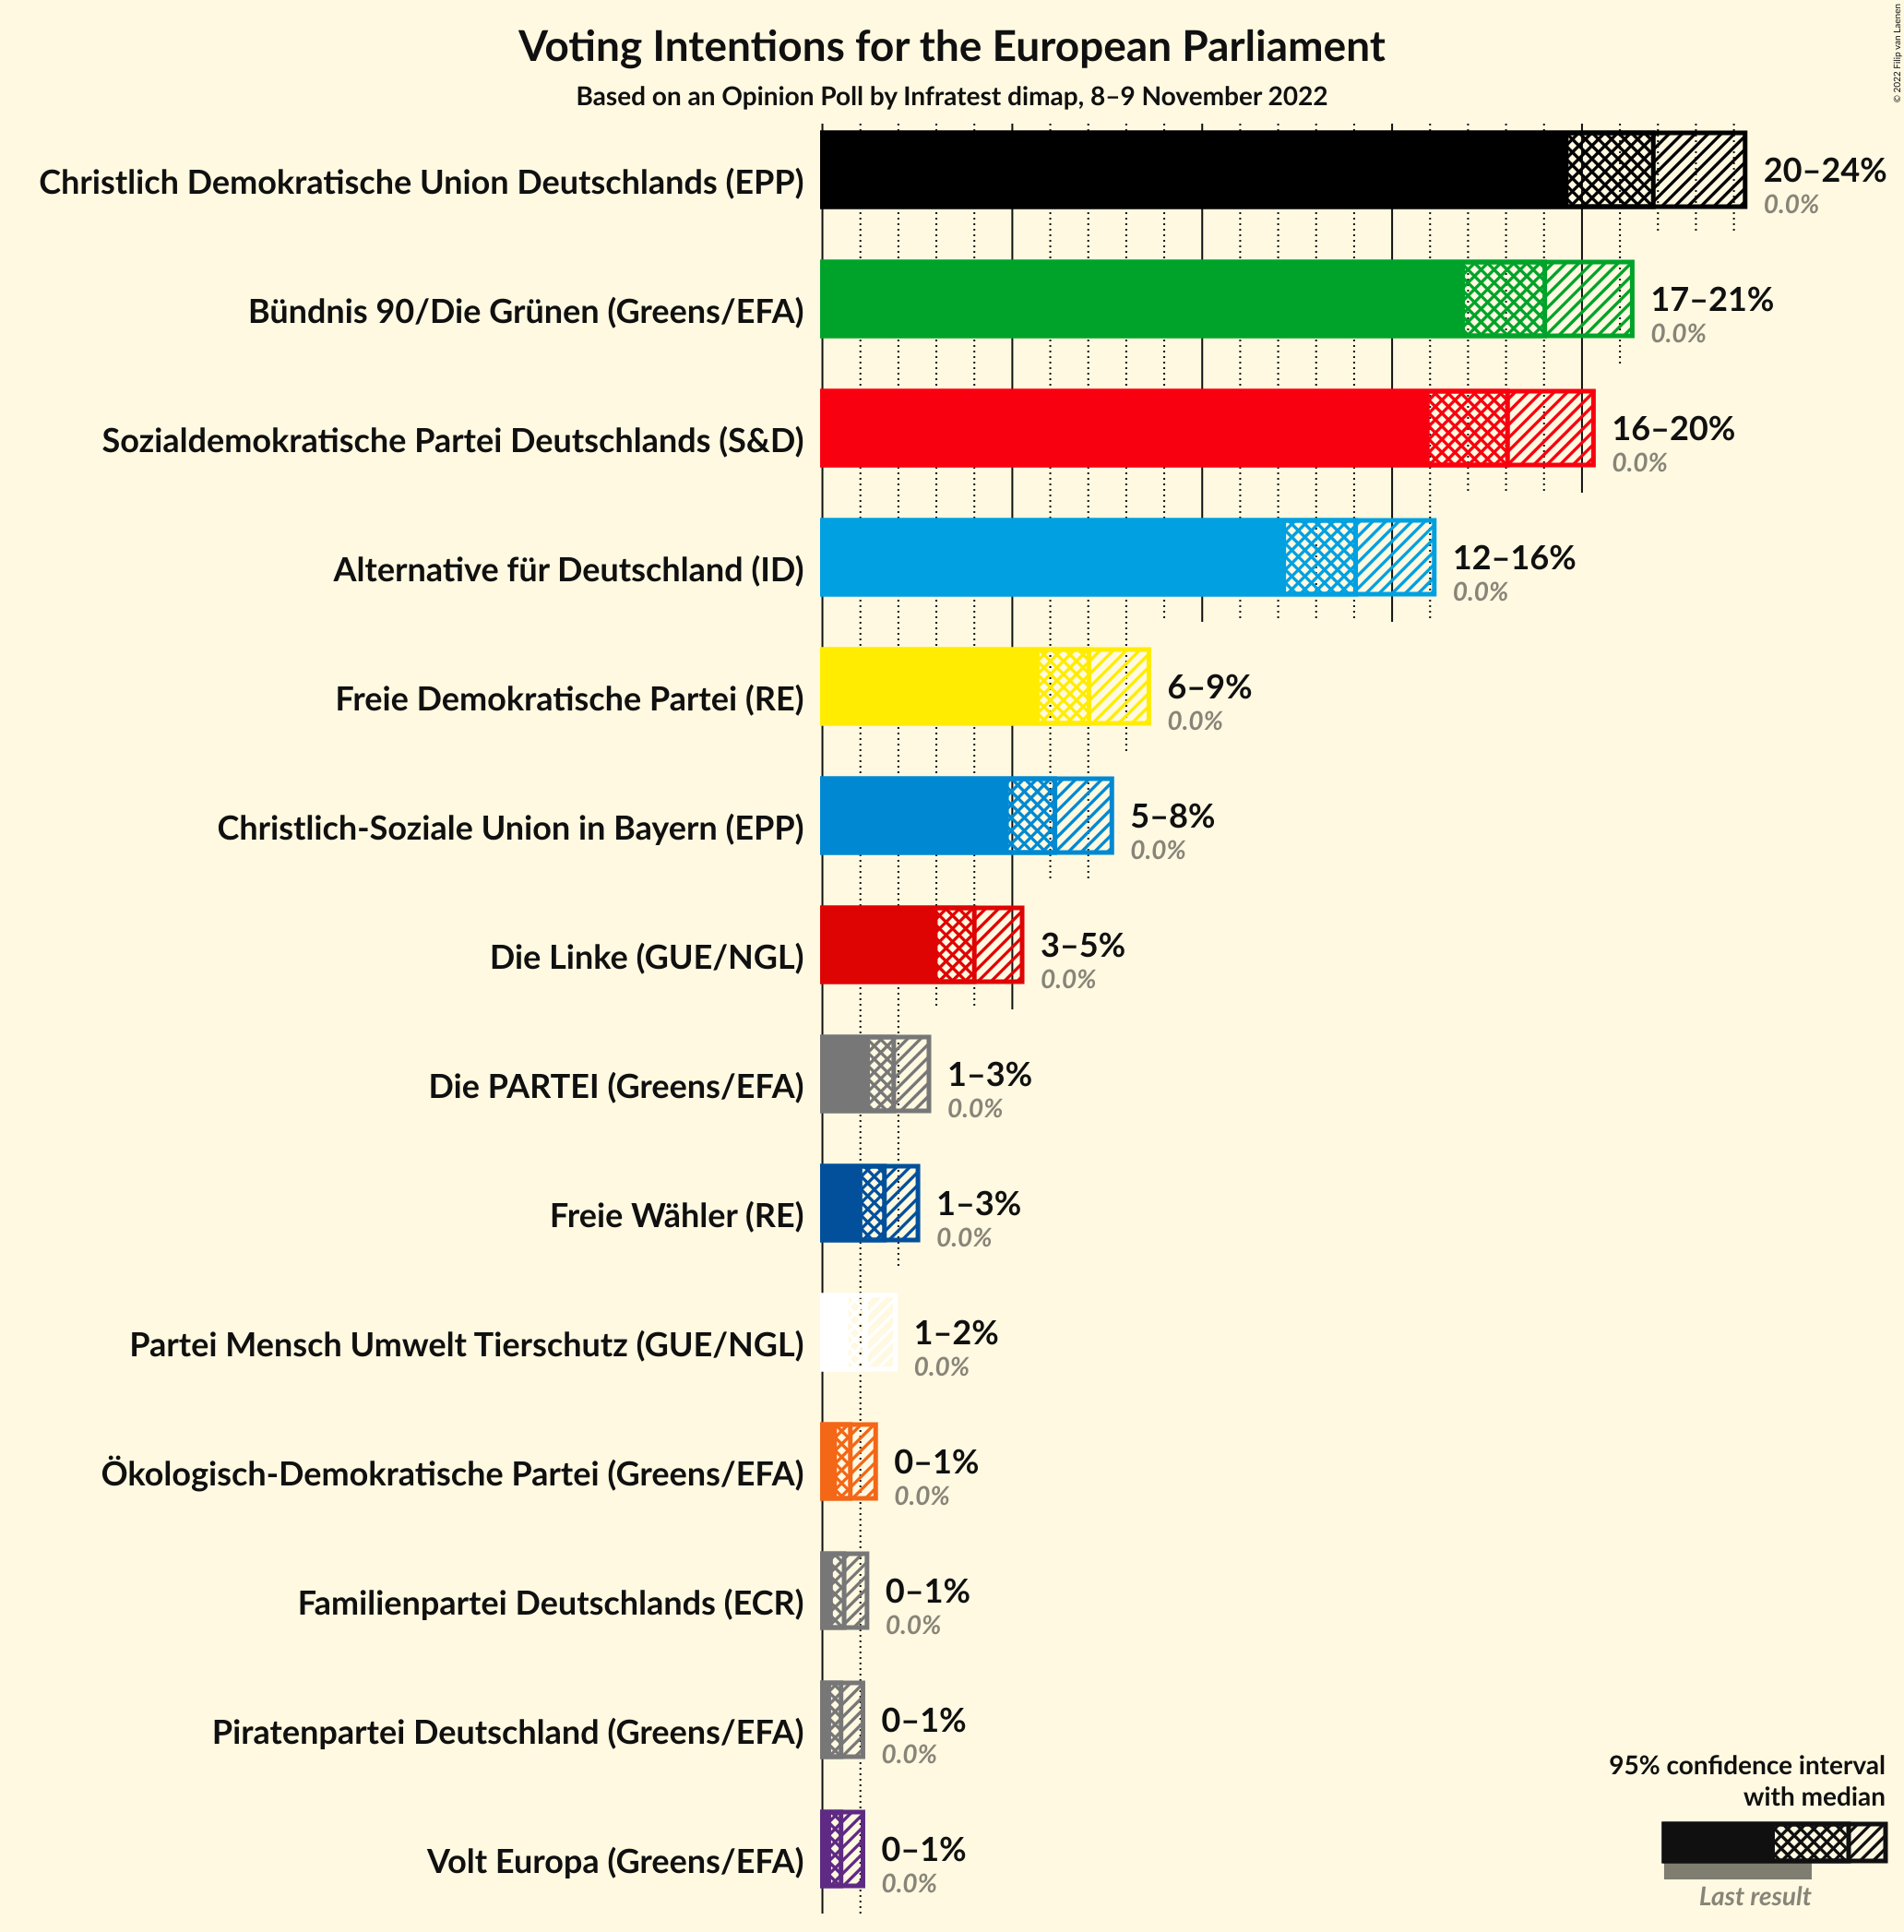 Voting Intentions for the European Parliament
Based on an Opinion Poll by Infratest dimap, 8–9 November 2022
© 2022 Filip van Laenen
Christlich Demokratische Union Deutschlands (EPP)
20–24%
0.0%
Bündnis 90/Die Grünen (Greens/EFA)
17–21%
0.0%
Sozialdemokratische Partei Deutschlands (S&D)
16–20%
0.0%
Alternative für Deutschland (ID)
12–16%
0.0%
Freie Demokratische Partei (RE)
6–9%
0.0%
Christlich-Soziale Union in Bayern (EPP)
5–8%
0.0%
Die Linke (GUE/NGL)
3–5%
0.0%
Die PARTEI (Greens/EFA)
1–3%
0.0%
Freie Wähler (RE)
1–3%
0.0%
Partei Mensch Umwelt Tierschutz (GUE/NGL)
1–2%
0.0%
Ökologisch-Demokratische Partei (Greens/EFA)
0–1%
0.0%
Familienpartei Deutschlands (ECR)
0–1%
0.0%
Piratenpartei Deutschland (Greens/EFA)
0–1%
0.0%
Volt Europa (Greens/EFA)
0–1%
0.0%
95% confidence interval
with median
Last result